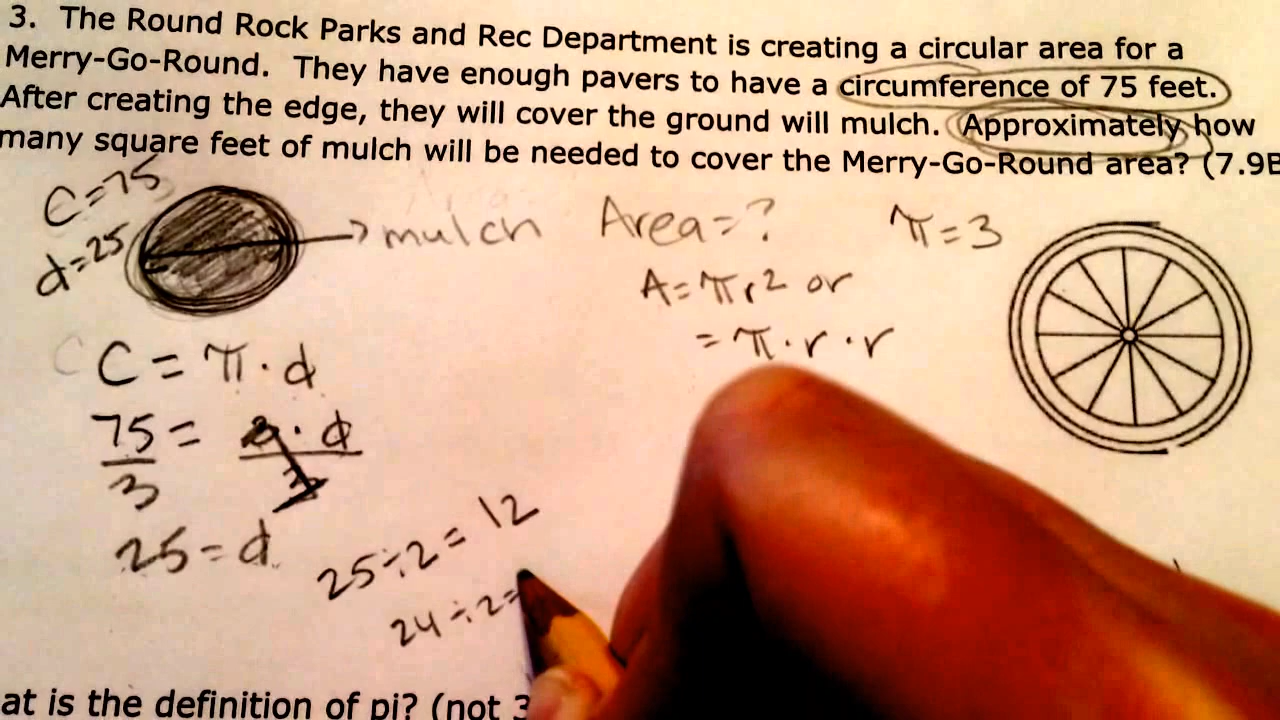 3. The Round Rock Parks and Rec Department is creating a circular area for a
Merry-Go-Round. They have enough pavers to have a circumference of 75 feet.
After creating the edge, they will cover the ground will mulch. Approximately how
many square feet of mulch will be needed to cover the Merry-Go-Round area? (7.9B
C=75
d=25
mulch
Area=?
π=3
A=πr² or
=π·r·r
C=π·d
75/3 = 3·d/3
25=d
25÷2=12
24÷2=
at is the definition of pi? (not 3